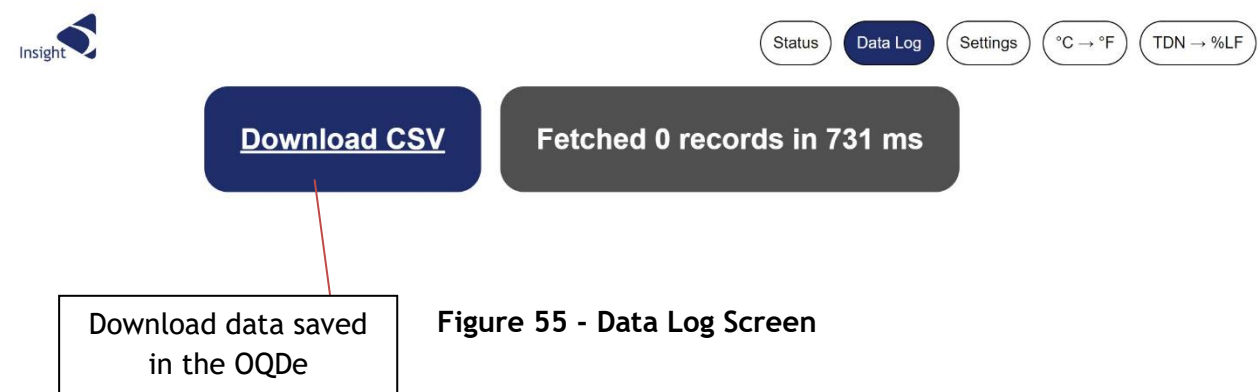 Insight
Status Data Log Settings °C → °F TDN → %LF
Download CSV Fetched 0 records in 731 ms
Download data saved
in the OQDe
Figure 55 - Data Log Screen